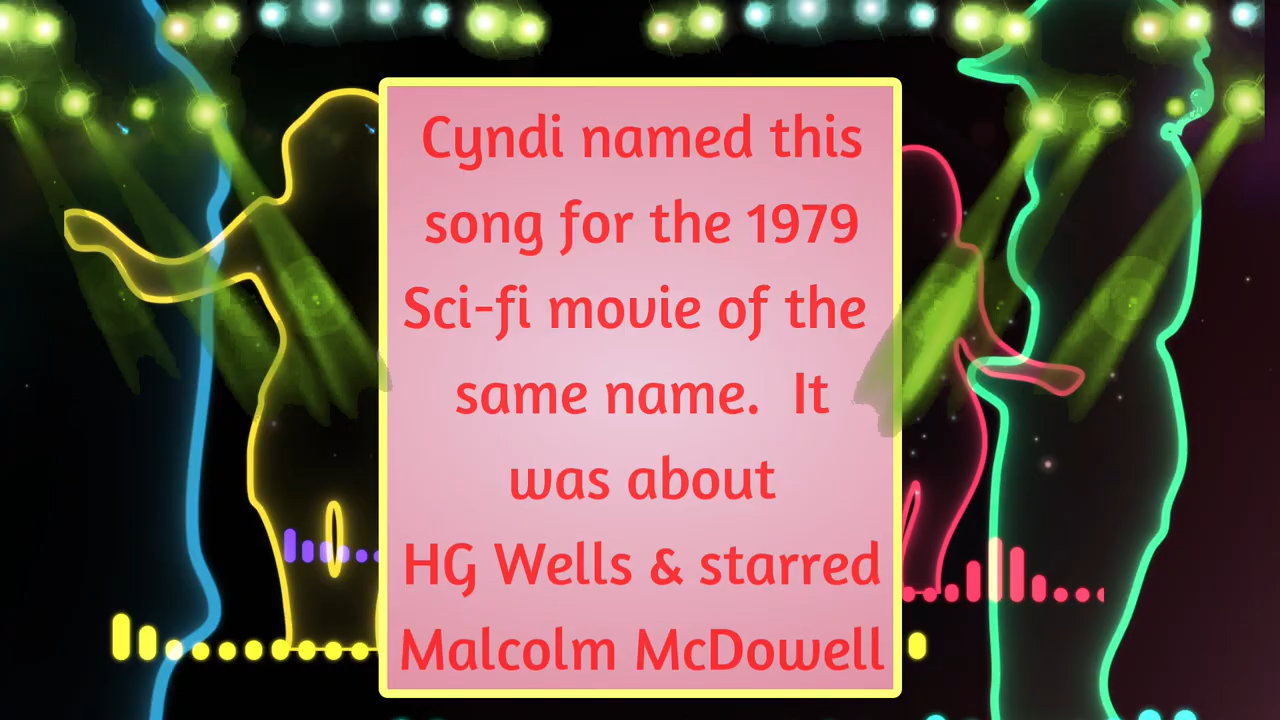 Cyndi named this
song for the 1979
Sci-fi movie of the
same name.  It
was about
HG Wells & starred
Malcolm McDowell